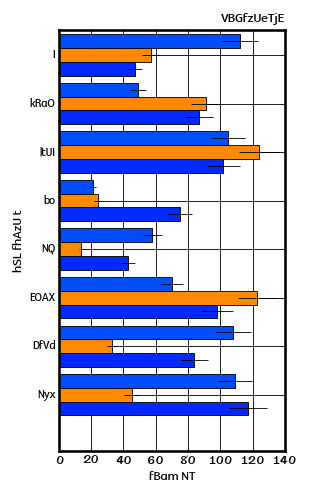 VBGfzUeTjE
kRaO
bo
NQ
EOAX
DfVd
Nyx
hSL fhAzU t
0 20 40 60 80 100 120 140
fBam NT